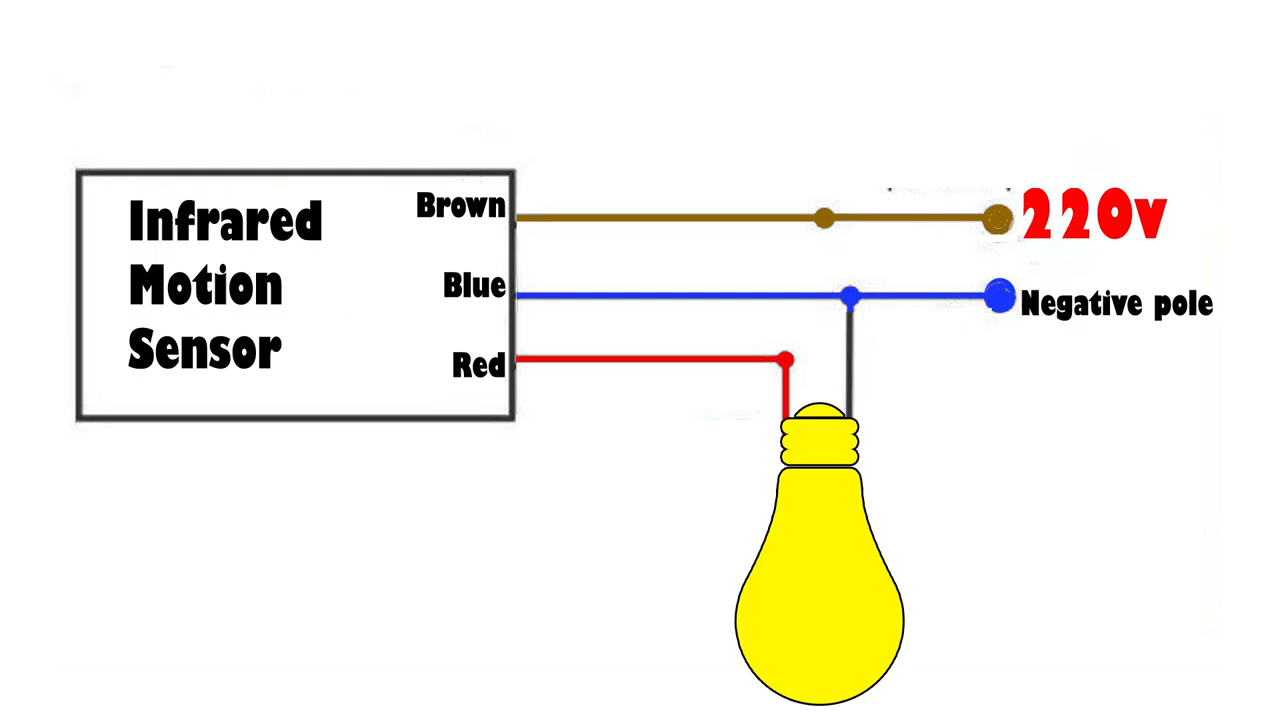 Infrared
Motion
Sensor
Brown
Blue
Red
220v
Negative pole